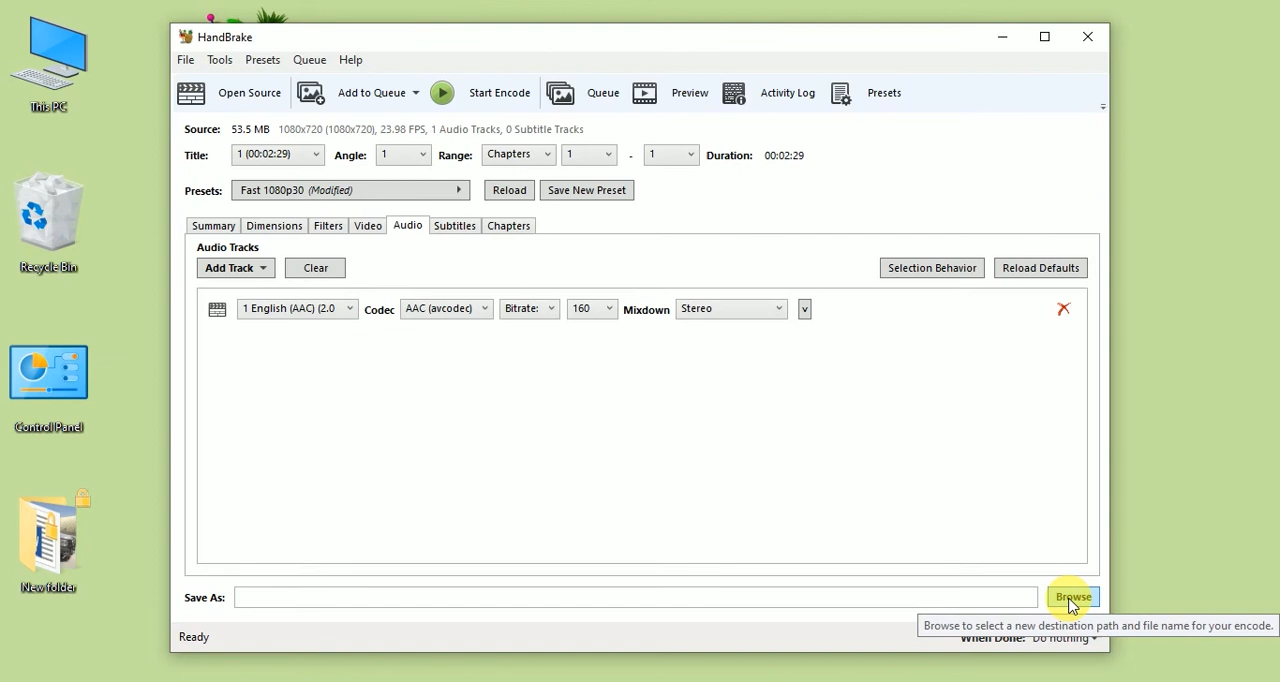 This PC
Recycle Bin
Control Panel
New folder
HandBrake
File Tools Presets Queue Help
Open Source Add to Queue Start Encode Queue Preview Activity Log Presets
Source: 53.5 MB 1080x720 (1080x720), 23.98 FPS, 1 Audio Tracks, 0 Subtitle Tracks
Title: 1 (00:02:29) Angle: 1 Range: Chapters 1 - 1 Duration: 00:02:29
Presets: Fast 1080p30 (Modified) Reload Save New Preset
Summary Dimensions Filters Video Audio Subtitles Chapters
Audio Tracks
Add Track Clear Selection Behavior Reload Defaults
1 English (AAC) (2.0 Codec AAC (avcodec) Bitrate: 160 Mixdown Stereo v
Save As: Browse
Browse to select a new destination path and file name for your encode.
Ready When Done: Do nothing